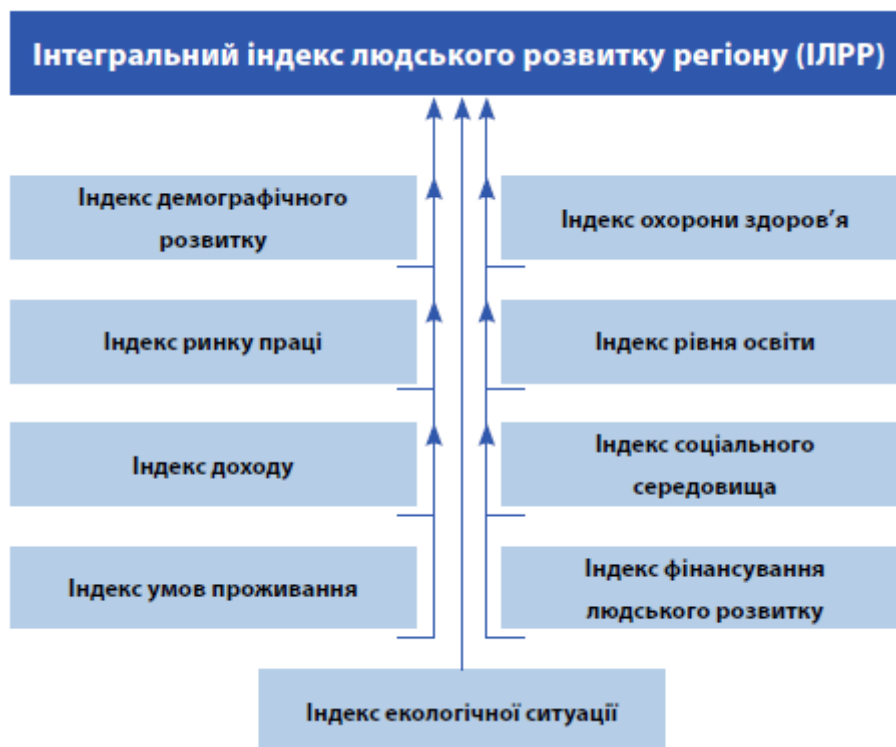 Інтегральний індекс людського розвитку регіону (ІЛРР)
Індекс демографічного
розвитку
Індекс охорони здоров’я
Індекс ринку праці
Індекс рівня освіти
Індекс доходу
Індекс соціального
середовища
Індекс умов проживання
Індекс фінансування
людського розвитку
Індекс екологічної ситуації